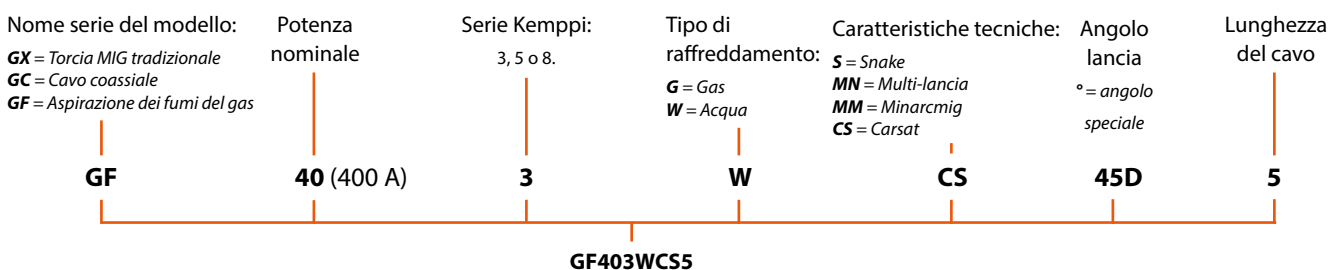 Nome serie del modello:
GX = Torcia MIG tradizionale
GC = Cavo coassiale
GF = Aspirazione dei fumi del gas
Potenza
nominale
Serie Kemppi:
3, 5 o 8.
Tipo di
raffreddamento:
G = Gas
W = Acqua
Caratteristiche tecniche:
S = Snake
MN = Multi-lancia
MM = Minarcmig
CS = Carsat
Angolo
lancia
° = angolo
speciale
Lunghezza
del cavo
GF
40 (400 A)
3
W
CS
45D
5
GF403WCS5